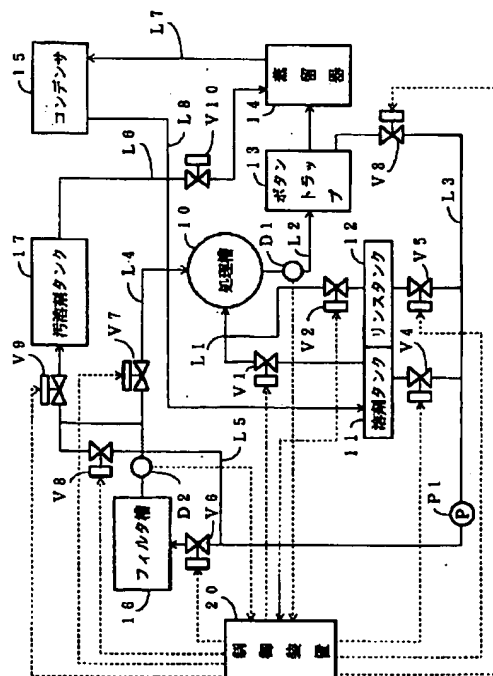 15
コンデンサ
L7
17
汚溶剤タンク
L6
L8
V10
蒸留器
14
V9
L4
10
処理槽
13
ボタントラップ
V7
D1
L2
V8
L1
V2
12
L3
V1
11
溶剤タンク
リンスタンク
V5
V4
L5
D2
V6
16
フィルタ槽
P1
P
20
制御装置